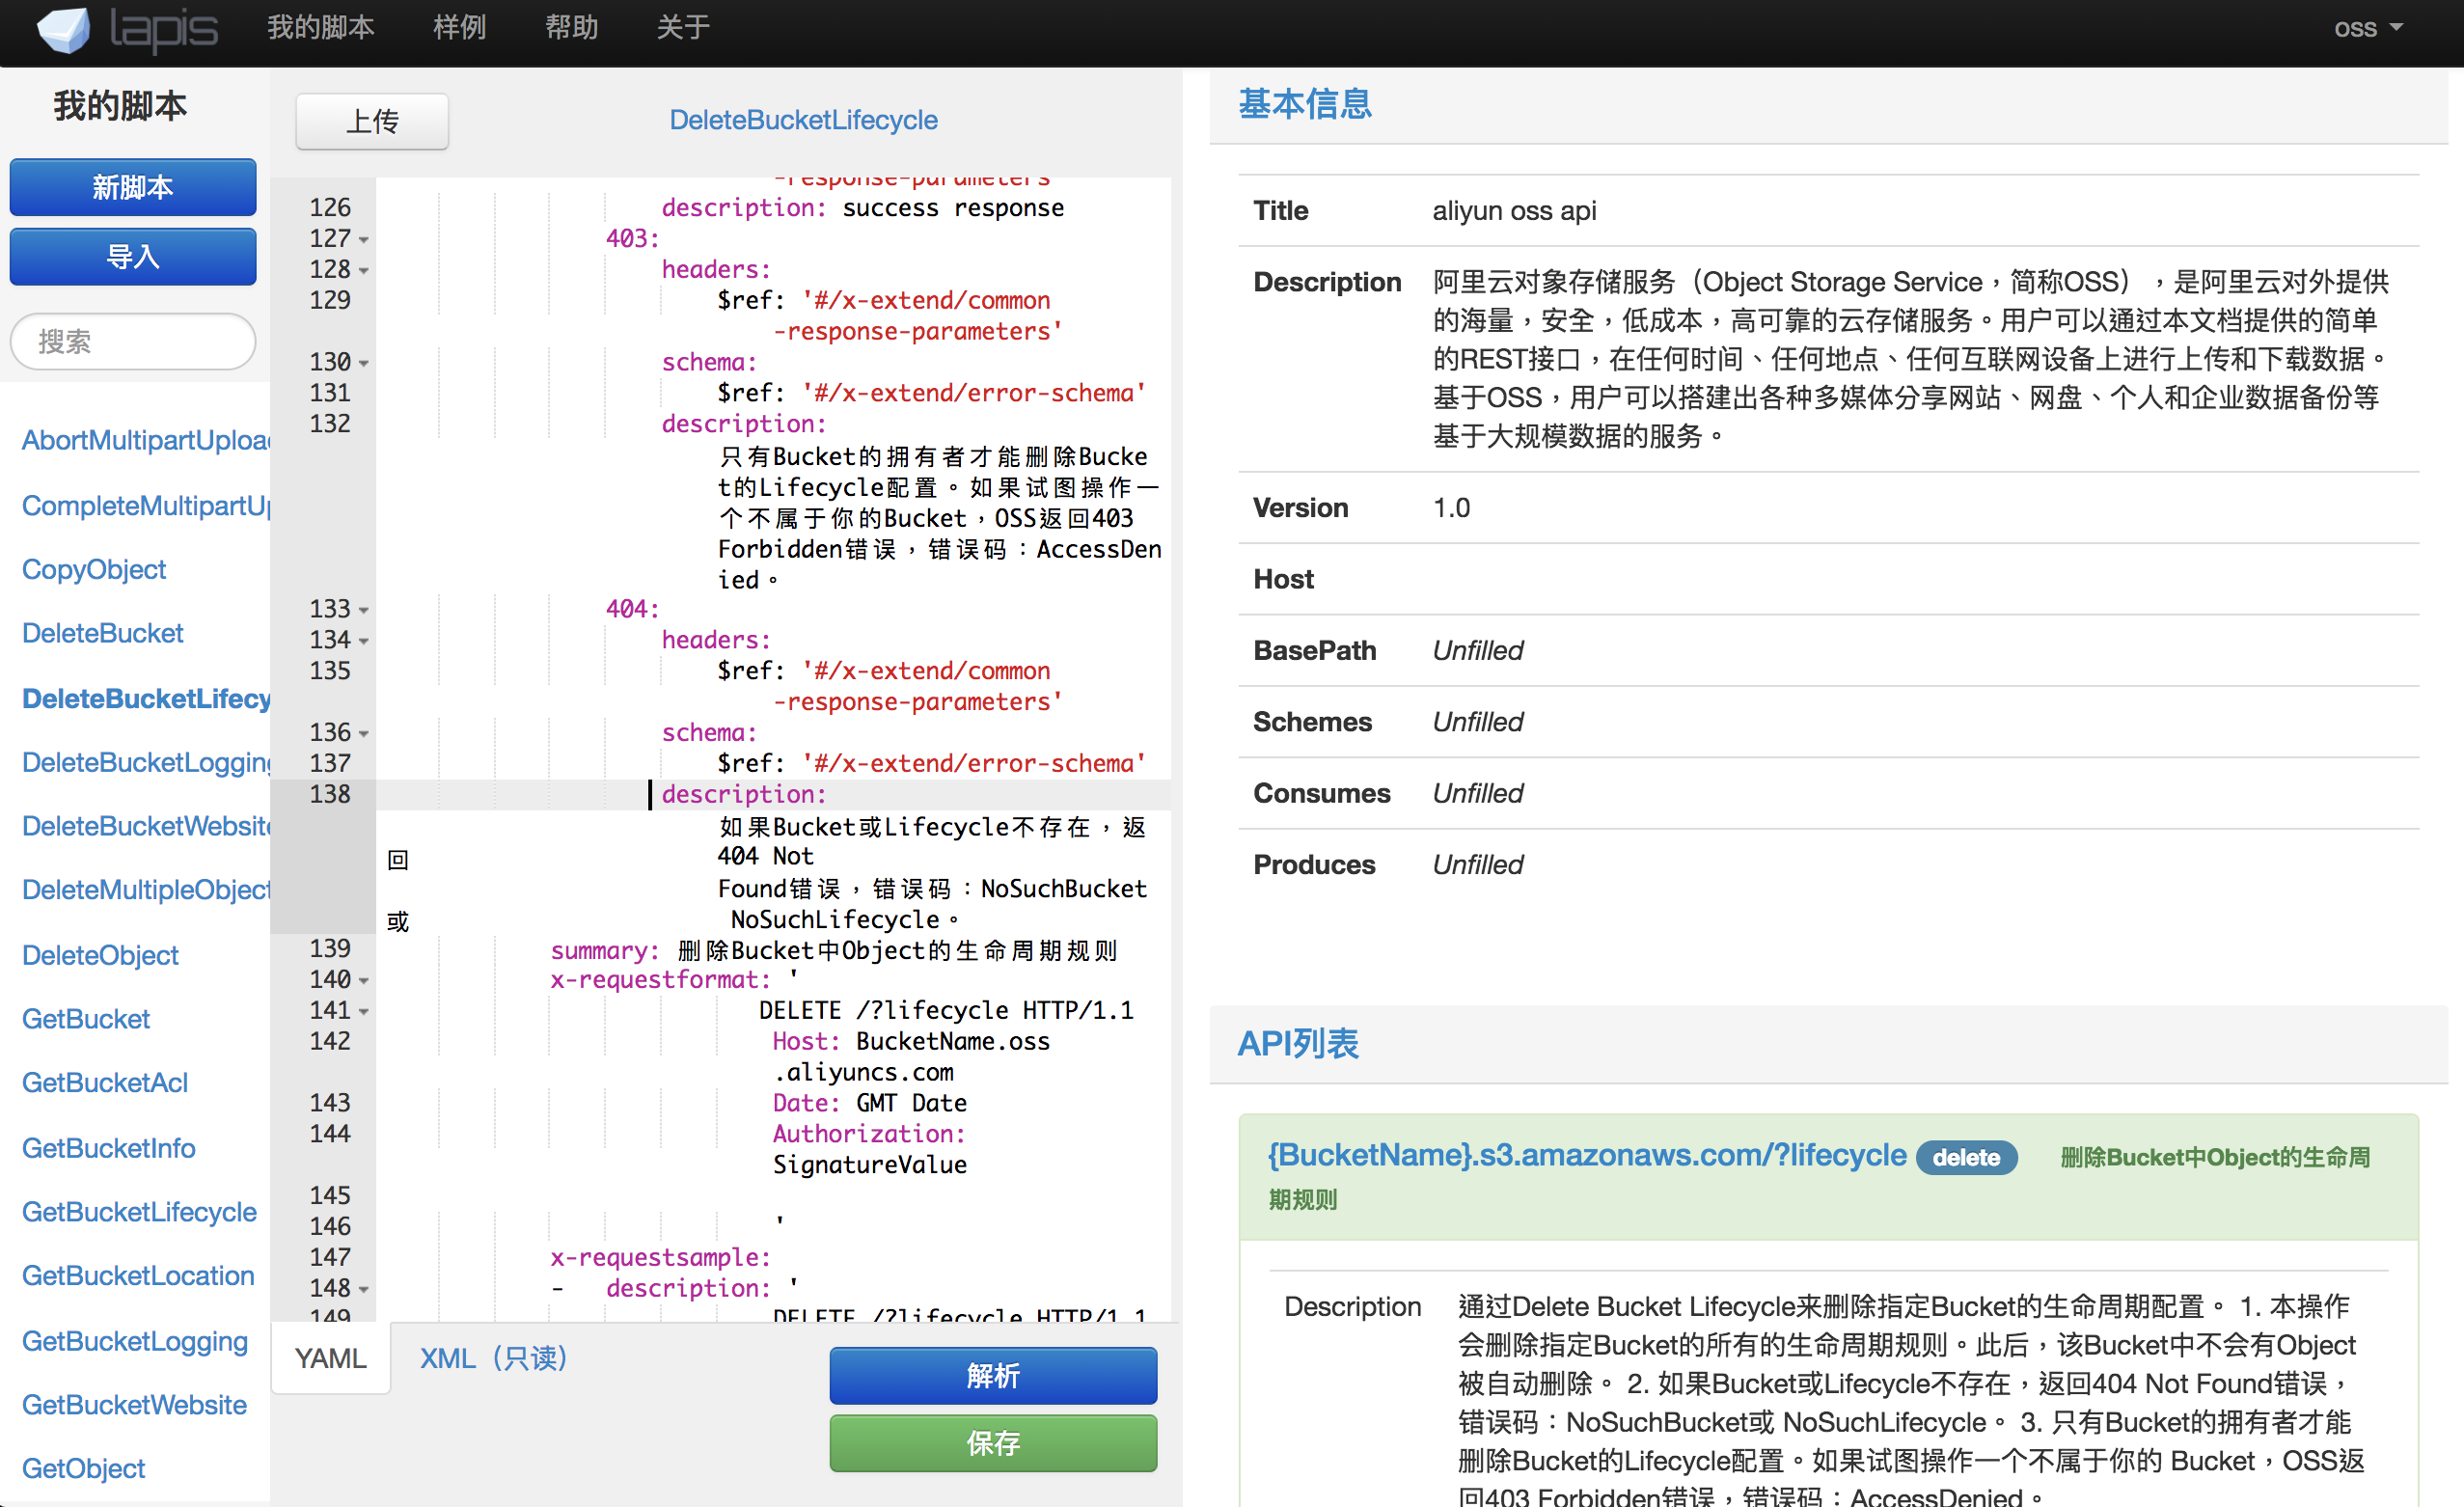 lapis 我的脚本 样例 帮助 关于 OSS
我的脚本
新脚本
导入
搜索
AbortMultipartUploa
CompleteMultipartU
CopyObject
DeleteBucket
DeleteBucketLifecy
DeleteBucketLogging
DeleteBucketWebsite
DeleteMultipleObject
DeleteObject
GetBucket
GetBucketAcl
GetBucketInfo
GetBucketLifecycle
GetBucketLocation
GetBucketLogging
GetBucketWebsite
GetObject
上传 DeleteBucketLifecycle
-response-parameters
126 description: success response
127 403:
128 headers:
129 $ref: '#/x-extend/common
-response-parameters'
130 schema:
131 $ref: '#/x-extend/error-schema'
132 description:
只有Bucket的拥有者才能删除Bucke
t的Lifecycle配置。如果试图操作一
个不属于你的Bucket，OSS返回403
Forbidden错误，错误码：AccessDen
ied。
133 404:
134 headers:
135 $ref: '#/x-extend/common
-response-parameters'
136 schema:
137 $ref: '#/x-extend/error-schema'
138 description:
如果Bucket或Lifecycle不存在，返
回 404 Not
Found错误，错误码：NoSuchBucket
或 NoSuchLifecycle。
139 summary: 删除Bucket中Object的生命周期规则
140 x-requestformat: '
141 DELETE /?lifecycle HTTP/1.1
142 Host: BucketName.oss
.aliyuncs.com
143 Date: GMT Date
144 Authorization:
SignatureValue
145
146 '
147 x-requestsample:
148 - description: '
149 DELETE /?lifecycle HTTP/1.1
YAML XML（只读）
解析
保存
基本信息
Title aliyun oss api
Description 阿里云对象存储服务（Object Storage Service，简称OSS），是阿里云对外提供
的海量，安全，低成本，高可靠的云存储服务。用户可以通过本文档提供的简单
的REST接口，在任何时间、任何地点、任何互联网设备上进行上传和下载数据。
基于OSS，用户可以搭建出各种多媒体分享网站、网盘、个人和企业数据备份等
基于大规模数据的服务。
Version 1.0
Host
BasePath Unfilled
Schemes Unfilled
Consumes Unfilled
Produces Unfilled
API列表
{BucketName}.s3.amazonaws.com/?lifecycle delete 删除Bucket中Object的生命周
期规则
Description 通过Delete Bucket Lifecycle来删除指定Bucket的生命周期配置。 1. 本操作
会删除指定Bucket的所有的生命周期规则。此后，该Bucket中不会有Object
被自动删除。 2. 如果Bucket或Lifecycle不存在，返回404 Not Found错误，
错误码：NoSuchBucket或 NoSuchLifecycle。 3. 只有Bucket的拥有者才能
删除Bucket的Lifecycle配置。如果试图操作一个不属于你的 Bucket，OSS返
回403 Forbidden错误，错误码：AccessDenied。